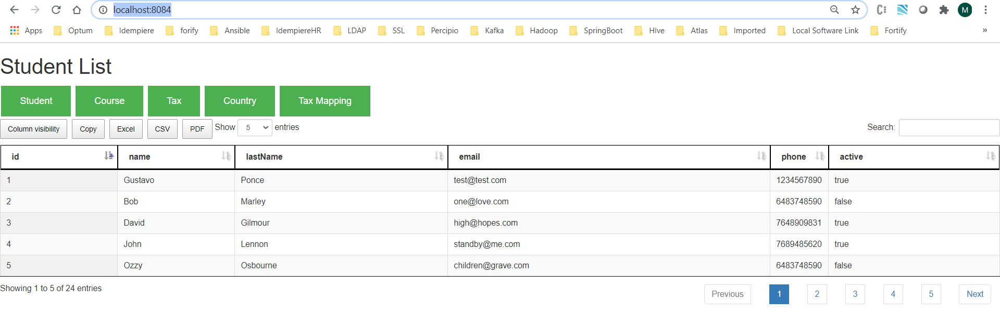 localhost:8084
M
Apps Optum Idempiere forify Ansible IdempiereHR LDAP SSL Percipio Kafka Hadoop SpringBoot HIve Atlas Imported Local Software Link Fortify »
Student List
Student Course Tax Country Tax Mapping
Column visibility Copy Excel CSV PDF Show 5 entries Search:
id name lastName email phone active
1 Gustavo Ponce test@test.com 1234567890 true
2 Bob Marley one@love.com 6483748590 false
3 David Gilmour high@hopes.com 7648909831 true
4 John Lennon standby@me.com 7689485620 true
5 Ozzy Osbourne children@grave.com 6483748590 false
Showing 1 to 5 of 24 entries Previous 1 2 3 4 5 Next